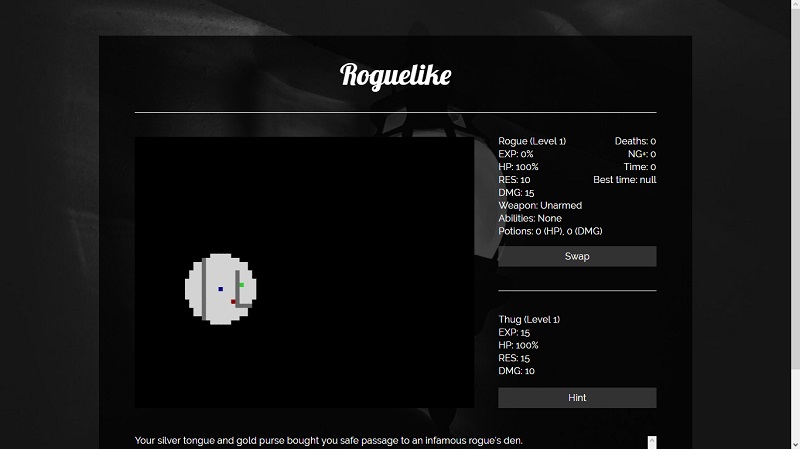 Roguelike
Rogue (Level 1)
Deaths: 0
EXP: 0%
NG+: 0
HP: 100%
Time: 0
RES: 10
Best time: null
DMG: 15
Weapon: Unarmed
Abilities: None
Potions: 0 (HP), 0 (DMG)
Swap
Thug (Level 1)
EXP: 15
HP: 100%
RES: 15
DMG: 10
Hint
Your silver tongue and gold purse bought you safe passage to an infamous rogue's den.